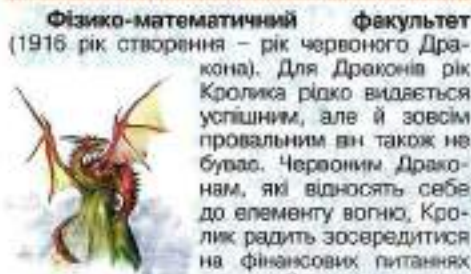 Фізико-математичний факультет
(1916 рік створення – рік червоного Дра-
кона). Для Драконів рік
Кролика рідко видається
успішним, але й зовсім
провальним він також не
буває. Червоним Драко-
нам, які відносять себе
до елементу вогню, Кро-
лик радить зосередитися
на фінансових питаннях